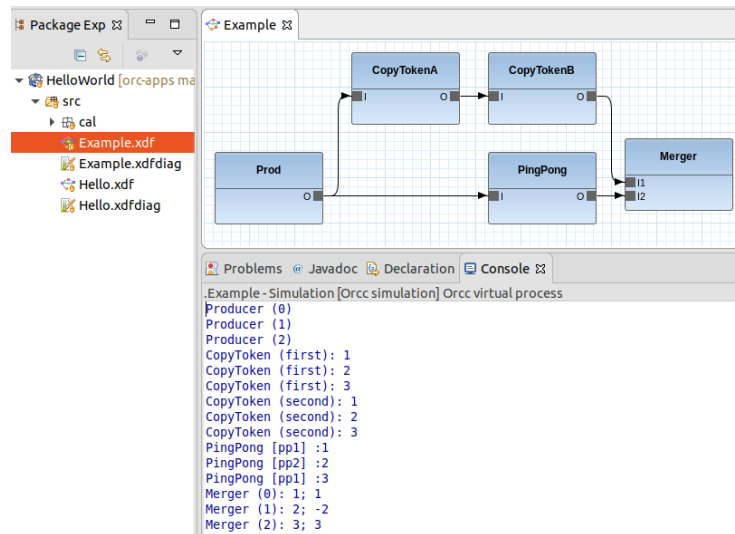 Package Exp
HelloWorld [orc-apps ma
src
cal
Example.xdf
Example.xdfdiag
Hello.xdf
Hello.xdfdiag
Example
CopyTokenA
I O
CopyTokenB
I O
Prod
O
PingPong
I O
Merger
I1
I2
Problems @ Javadoc Declaration Console
.Example - Simulation [Orcc simulation] Orcc virtual process
Producer (0)
Producer (1)
Producer (2)
CopyToken (first): 1
CopyToken (first): 2
CopyToken (first): 3
CopyToken (second): 1
CopyToken (second): 2
CopyToken (second): 3
PingPong [pp1] :1
PingPong [pp2] :2
PingPong [pp1] :3
Merger (0): 1; 1
Merger (1): 2; -2
Merger (2): 3; 3